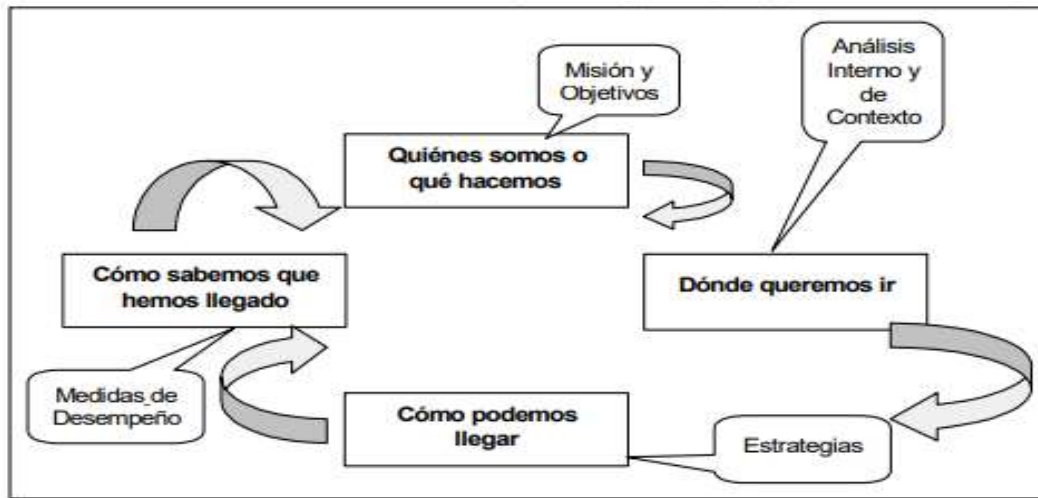 Misión y
Objetivos
Análisis
Interno y
de
Contexto
Quiénes somos o
qué hacemos
Cómo sabemos que
hemos llegado
Dónde queremos ir
Medidas de
Desempeño
Cómo podemos
llegar
Estrategias